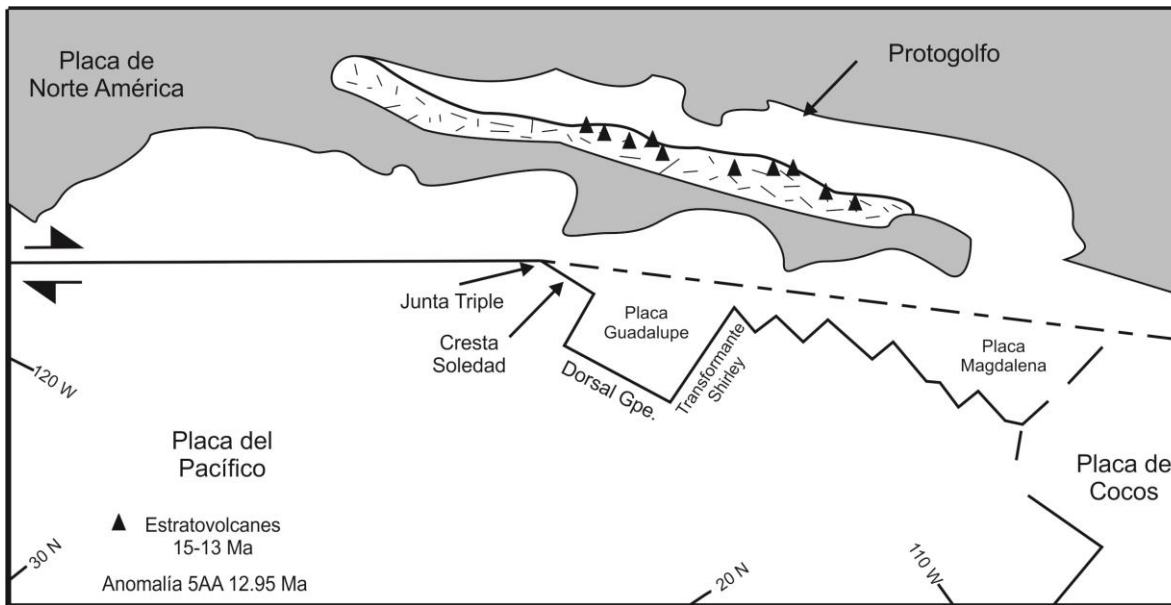 Placa de
Norte América
Protogolfo
Junta Triple
Cresta
Soledad
Placa
Guadalupe
Dorsal Gpe.
Transformante
Shirley
Placa
Magdalena
120 W
Placa del
Pacífico
Placa de
Cocos
Estratovolcanes
15-13 Ma
Anomalía 5AA 12.95 Ma
30 N
20 N
110 W